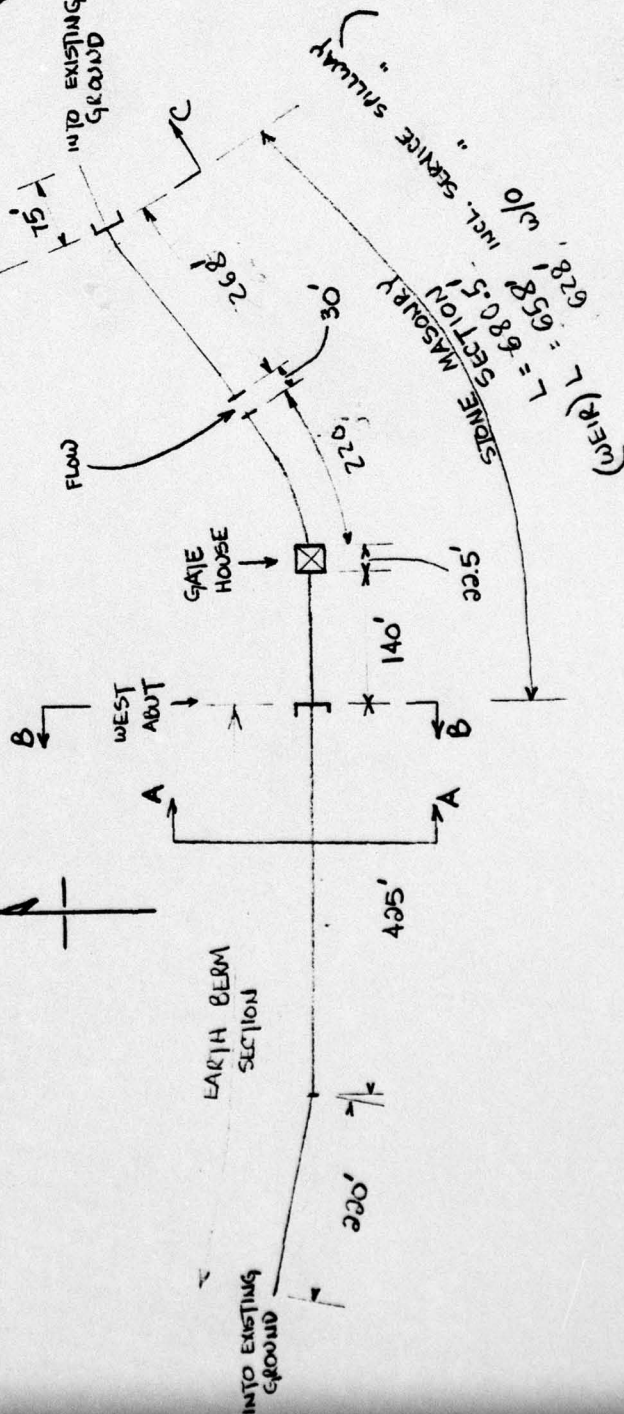 INTO EXISTING
GROUND
75'
C
268'
30'
FLOW
220'
GATE
HOUSE
22.5'
140'
STONE MASONRY
SECTION
L = 680.5'
(WEIR) L = 658' INCL. SERVICE SPILLWAY
628' W/O " "
WEST
ABUT
B
B
A
A
425'
EARTH BERM
SECTION
220'
INTO EXISTING
GROUND